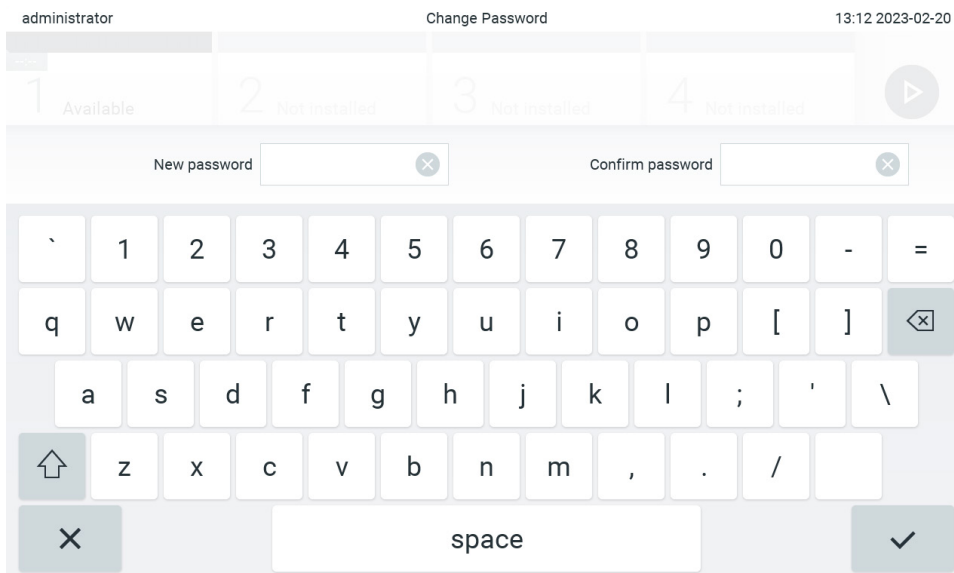 administrator Change Password 13:12 2023-02-20
1 Available 2 Not installed 3 Not installed 4 Not installed
New password Confirm password
` 1 2 3 4 5 6 7 8 9 0 - =
q w e r t y u i o p [ ]
a s d f g h j k l ; ' \
z x c v b n m , . /
space